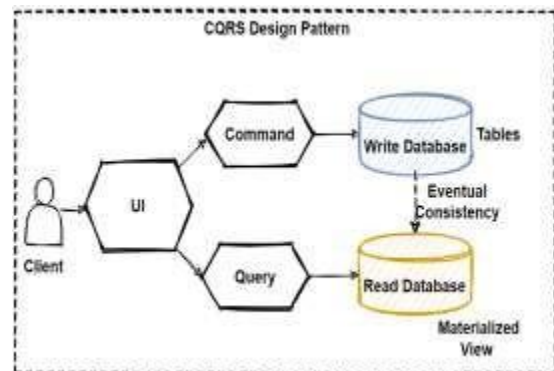 CQRS Design Pattern
Command
Write Database
Tables
UI
Eventual
Consistency
Client
Query
Read Database
Materialized
View